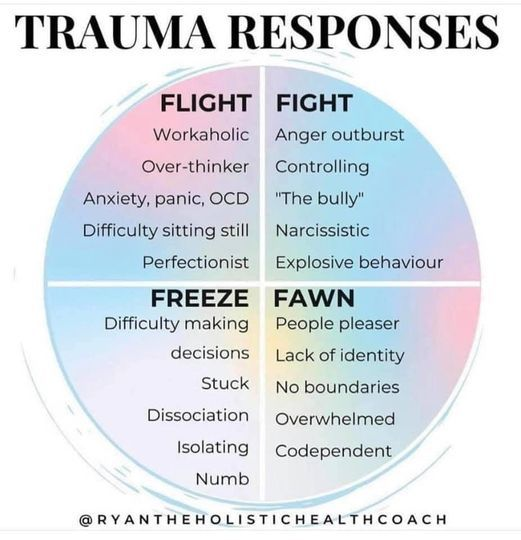 TRAUMA RESPONSES
FLIGHT
Workaholic
Over-thinker
Anxiety, panic, OCD
Difficulty sitting still
Perfectionist
FIGHT
Anger outburst
Controlling
"The bully"
Narcissistic
Explosive behaviour
FREEZE
Difficulty making
decisions
Stuck
Dissociation
Isolating
Numb
FAWN
People pleaser
Lack of identity
No boundaries
Overwhelmed
Codependent
@RYANTHEHOLISTICHEALTHCOACH